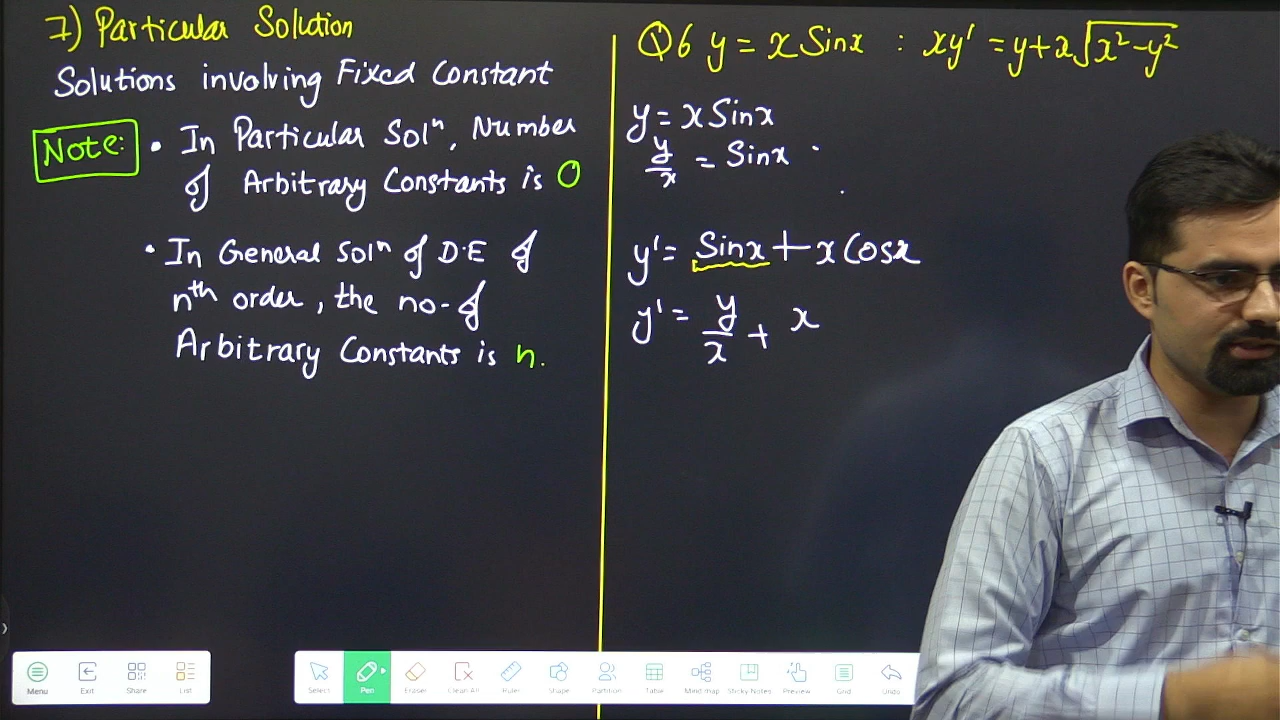 7) Particular Solution
Solutions involving Fixed Constant
Note: • In Particular Solⁿ, Number
of Arbitrary Constants is 0
• In General Solⁿ of D.E of
nth order, the no-of
Arbitrary Constants is n.
Q6 y = x Sinx : xy' = y+x√x²-y²
y = x Sinx
y/x = Sinx
y' = Sinx + x Cosx
y' = y/x + x
Menu Exit Share List
Select Pen Eraser Clean All Ruler Shape Partition Table Mind map Sticky Notes Preview Grid Undo